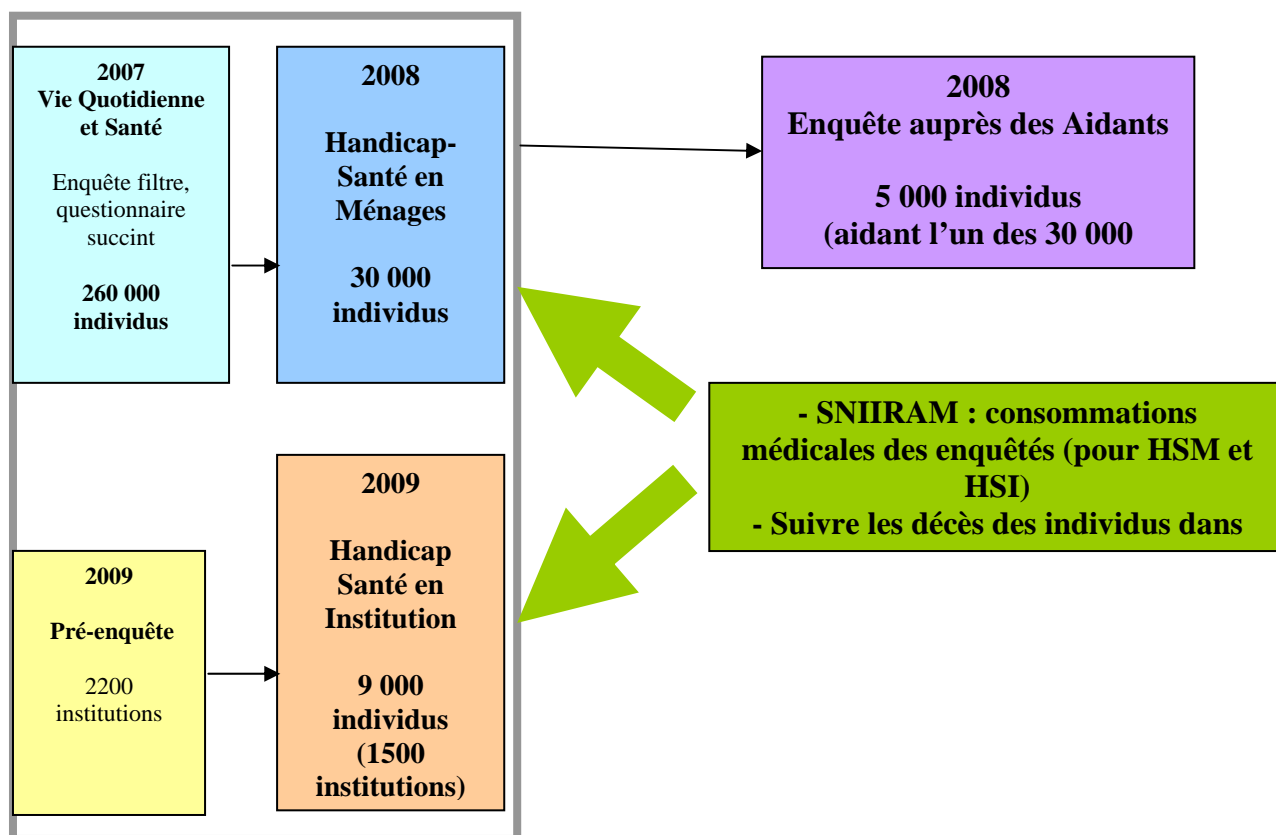 2007
Vie Quotidienne
et Santé
Enquête filtre,
questionnaire
succint
260 000
individus
2008
Handicap-
Santé en
Ménages
30 000
individus
2008
Enquête auprès des Aidants
5 000 individus
(aidant l’un des 30 000
- SNIIRAM : consommations
médicales des enquêtés (pour HSM et
HSI)
- Suivre les décès des individus dans
2009
Pré-enquête
2200
institutions
2009
Handicap
Santé en
Institution
9 000
individus
(1500
institutions)